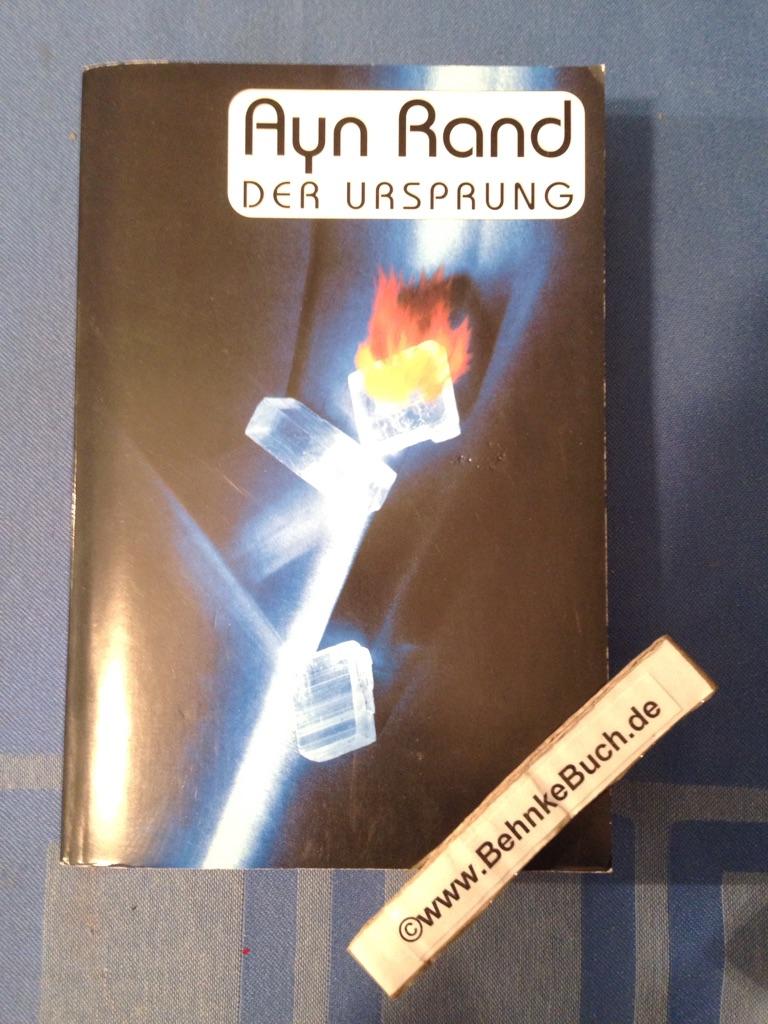 Ayn Rand
DER URSPRUNG
©www.BehnkeBuch.de